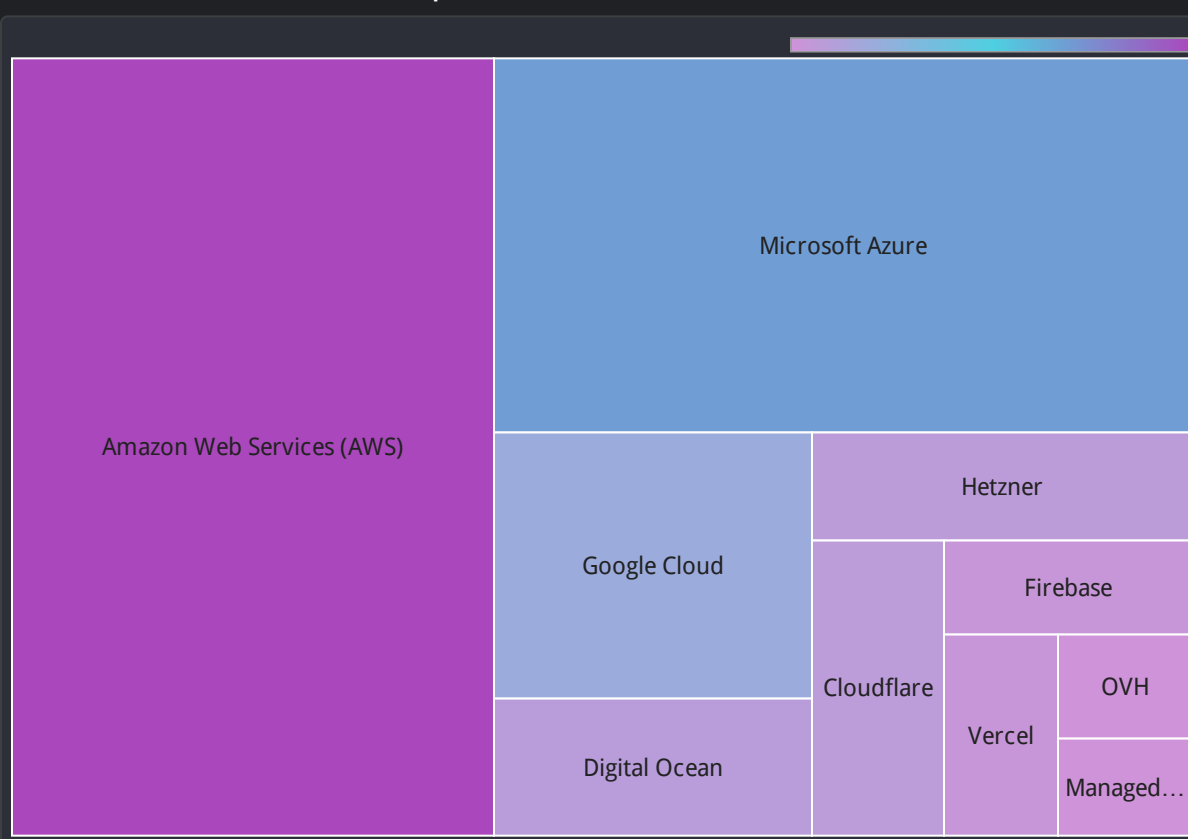 Microsoft Azure
Amazon Web Services (AWS)
Hetzner
Google Cloud
Firebase
Cloudflare
OVH
Vercel
Digital Ocean
Managed...